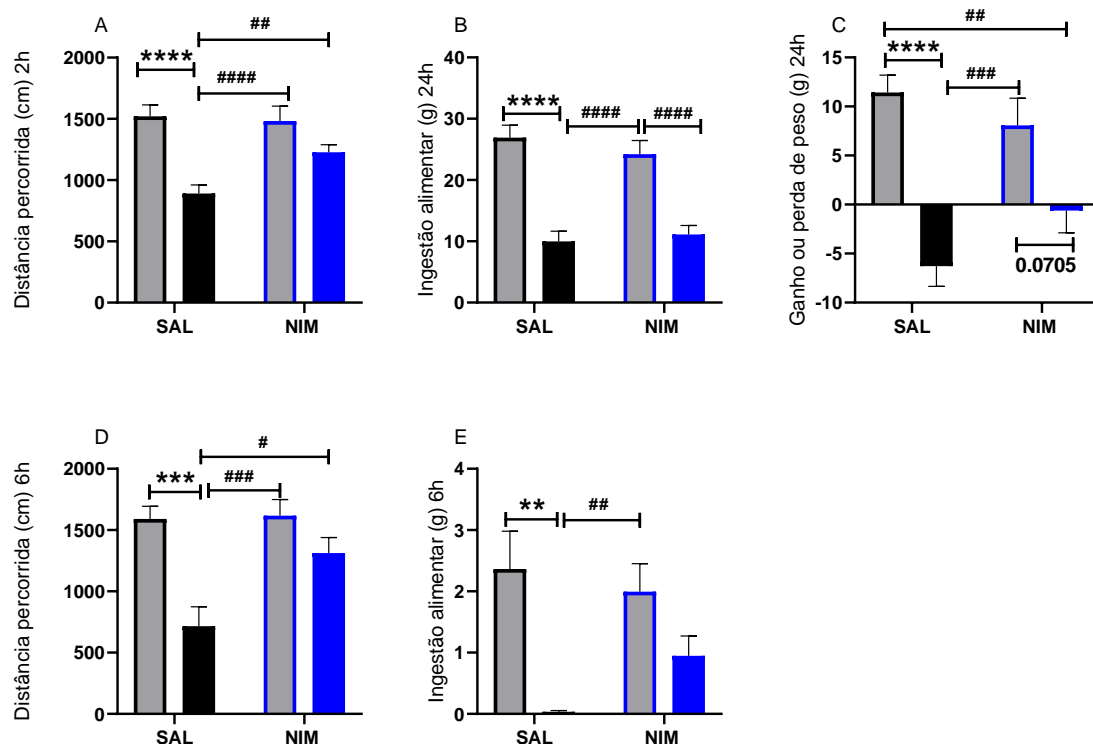 A
Distância percorrida (cm) 2h
2000
1500
1000
500
0
****
##
####
SAL
NIM
B
Ingestão alimentar (g) 24h
40
30
20
10
0
****
####
####
SAL
NIM
C
Ganho ou perda de peso (g) 24h
15
10
5
0
-5
-10
##
****
###
0.0705
SAL
NIM
D
Distância percorrida (cm) 6h
2000
1500
1000
500
0
#
***
###
SAL
NIM
E
Ingestão alimentar (g) 6h
4
3
2
1
0
**
##
SAL
NIM